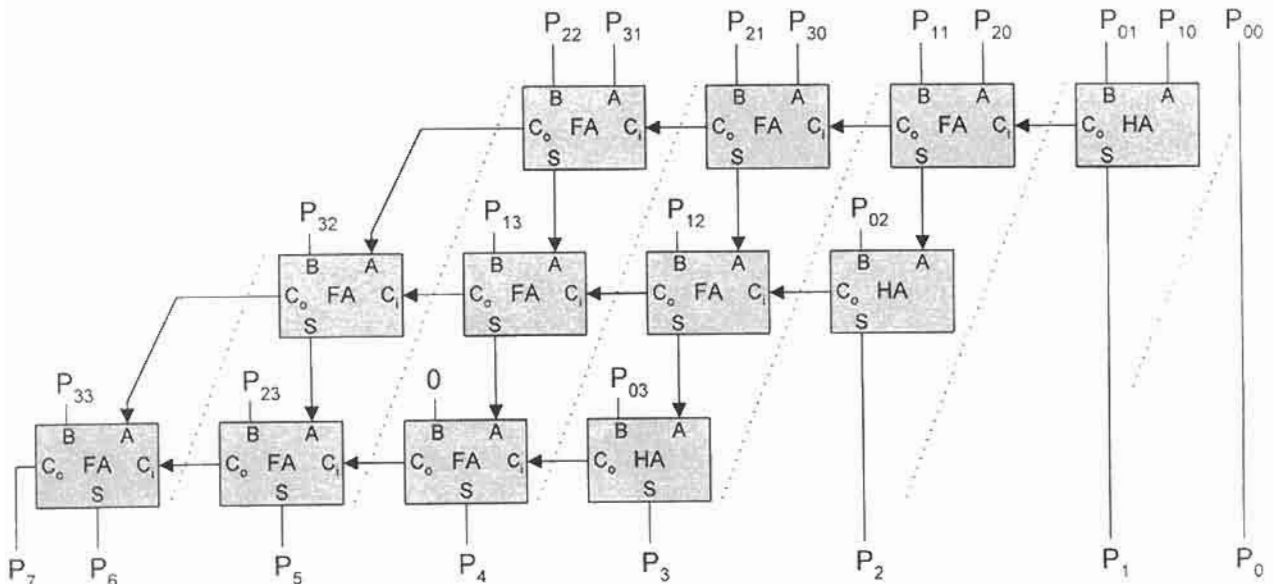 P22 P31 P21 P30 P11 P20 P01 P10 P00
B A B A B A B A
Co FA Ci Co FA Ci Co FA Ci Co HA
S S S S
P32 P13 P12 P02
B A B A B A B A
Co FA Ci Co FA Ci Co FA Ci Co HA
S S S S
P33 P23 0 P03
B A B A B A B A
Co FA Ci Co FA Ci Co FA Ci Co HA
S S S S
P7 P6 P5 P4 P3 P2 P1 P0